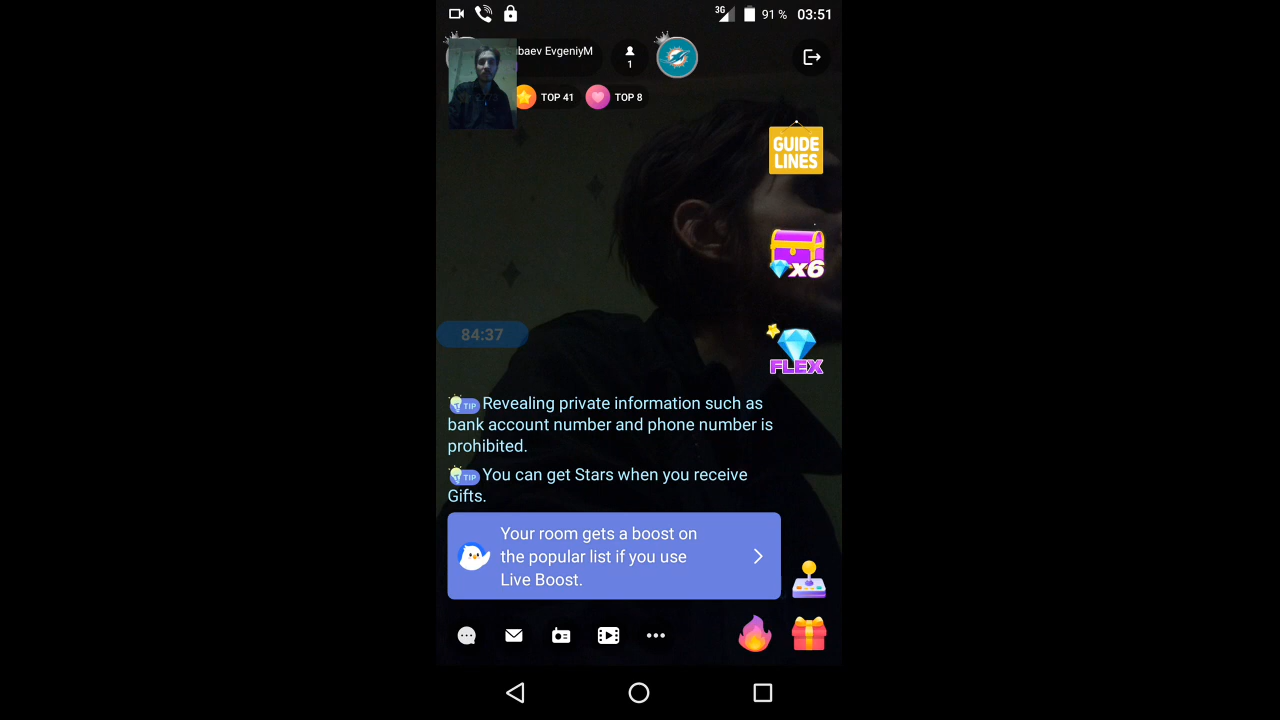 3G
91 %
03:51
baev EvgeniyM
1
TOP 41
TOP 8
GUIDE
LINES
x6
84:37
FLEX
TIP Revealing private information such as
bank account number and phone number is
prohibited.
TIP You can get Stars when you receive
Gifts.
Your room gets a boost on
the popular list if you use
Live Boost.